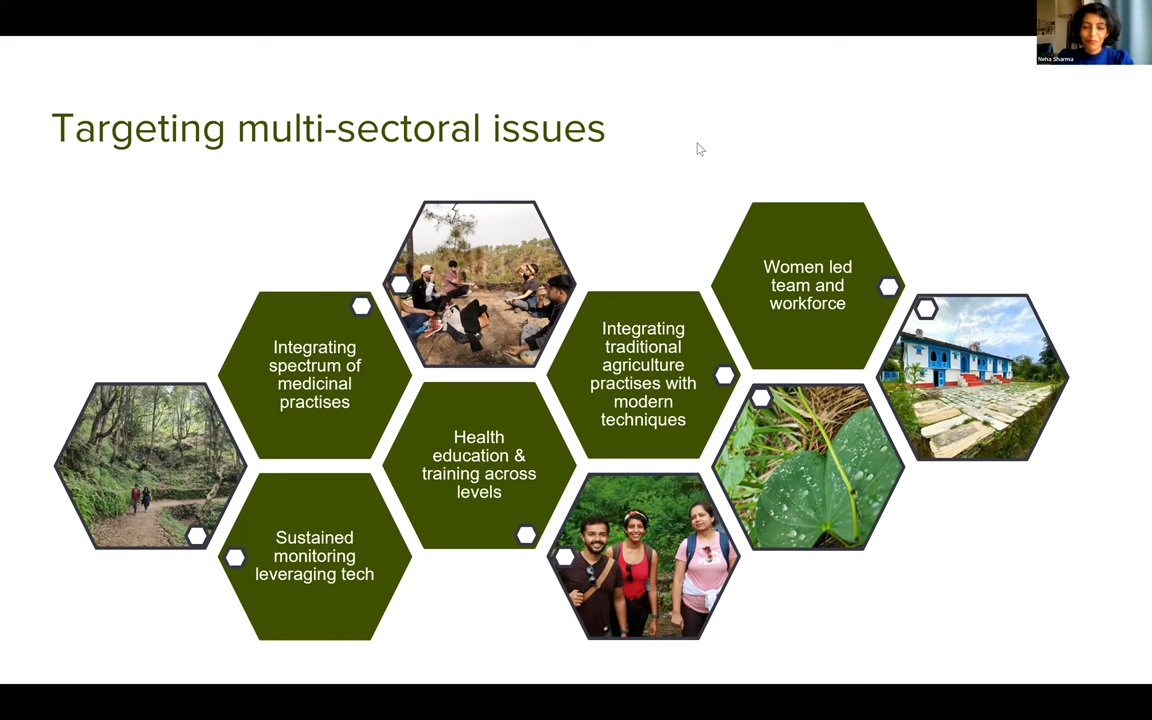 Neha Sharma
Targeting multi-sectoral issues
Women led
team and
workforce
Integrating
spectrum of
medicinal
practises
Integrating
traditional
agriculture
practises with
modern
techniques
Health
education &
training across
levels
Sustained
monitoring
leveraging tech